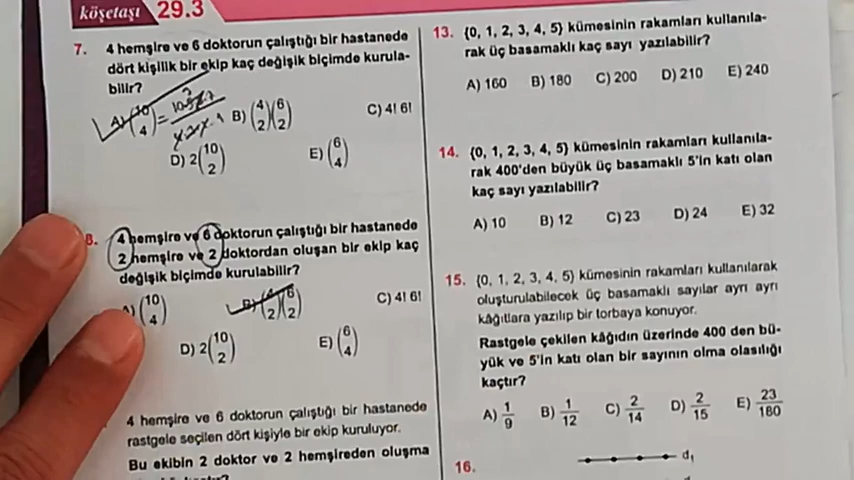 köşetaşı 29.3
7. 4 hemşire ve 6 doktorun çalıştığı bir hastanede
dört kişilik bir ekip kaç değişik biçimde kurula-
bilir?
A) (10 4) = 10.9.8.7
B) (4 2)(6 2)
C) 4! 6!
D) 2(10 2)
E) (6 4)
8. 4 hemşire ve 6 doktorun çalıştığı bir hastanede
2 hemşire ve 2 doktordan oluşan bir ekip kaç
değişik biçimde kurulabilir?
A) (10 4)
B) (4 2)(6 2)
C) 4! 6!
D) 2(10 2)
E) (6 4)
4 hemşire ve 6 doktorun çalıştığı bir hastanede
rastgele seçilen dört kişiyle bir ekip kuruluyor.
Bu ekibin 2 doktor ve 2 hemşireden oluşma
13. {0, 1, 2, 3, 4, 5} kümesinin rakamları kullanıla-
rak üç basamaklı kaç sayı yazılabilir?
A) 160 B) 180 C) 200 D) 210 E) 240
14. {0, 1, 2, 3, 4, 5} kümesinin rakamları kullanıla-
rak 400'den büyük üç basamaklı 5'in katı olan
kaç sayı yazılabilir?
A) 10 B) 12 C) 23 D) 24 E) 32
15. {0, 1, 2, 3, 4, 5} kümesinin rakamları kullanılarak
oluşturulabilecek üç basamaklı sayılar ayrı ayrı
kâğıtlara yazılıp bir torbaya konuyor.
Rastgele çekilen kâğıdın üzerinde 400 den bü-
yük ve 5'in katı olan bir sayının olma olasılığı
kaçtır?
A) 1/9 B) 1/12 C) 2/14 D) 2/15 E) 23/180
16. d₁